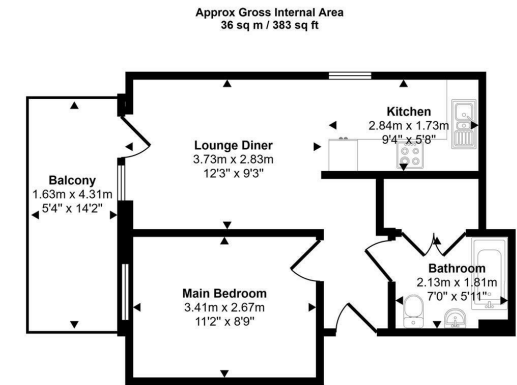 Approx Gross Internal Area
36 sq m / 383 sq ft
Kitchen
2.84m x 1.73m
9'4" x 5'8"
Lounge Diner
3.73m x 2.83m
12'3" x 9'3"
Balcony
1.63m x 4.31m
5'4" x 14'2"
Bathroom
2.13m x 1.81m
7'0" x 5'11"
Main Bedroom
3.41m x 2.67m
11'2" x 8'9"